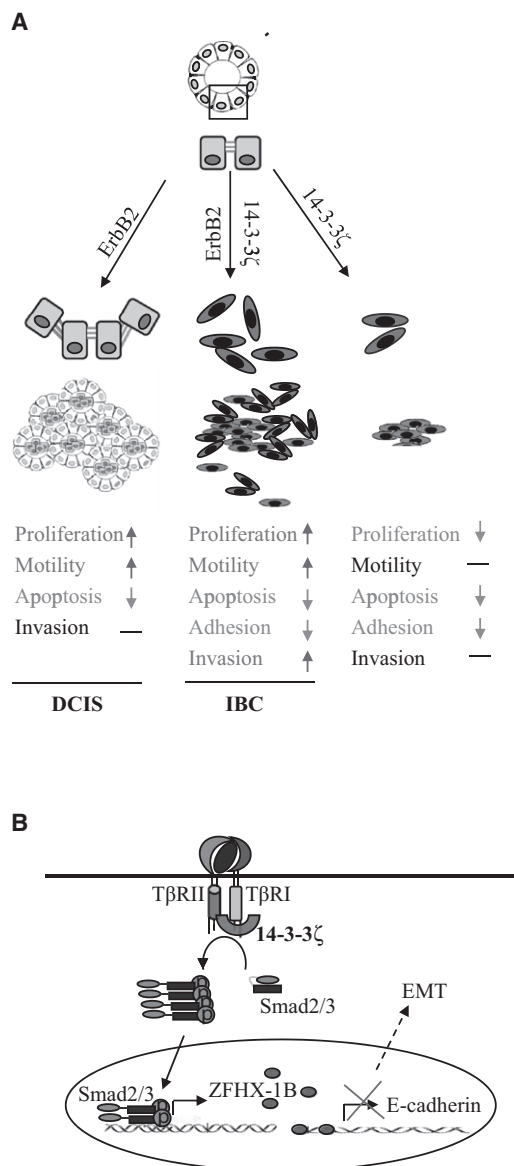 A
ErbB2
ErbB2
14-3-3ζ
14-3-3ζ
Proliferation
Motility
Apoptosis
Invasion
DCIS
Proliferation
Motility
Apoptosis
Adhesion
Invasion
IBC
Proliferation
Motility
Apoptosis
Adhesion
Invasion
B
TβRII
TβRI
14-3-3ζ
Smad2/3
EMT
Smad2/3
ZFHX-1B
E-cadherin